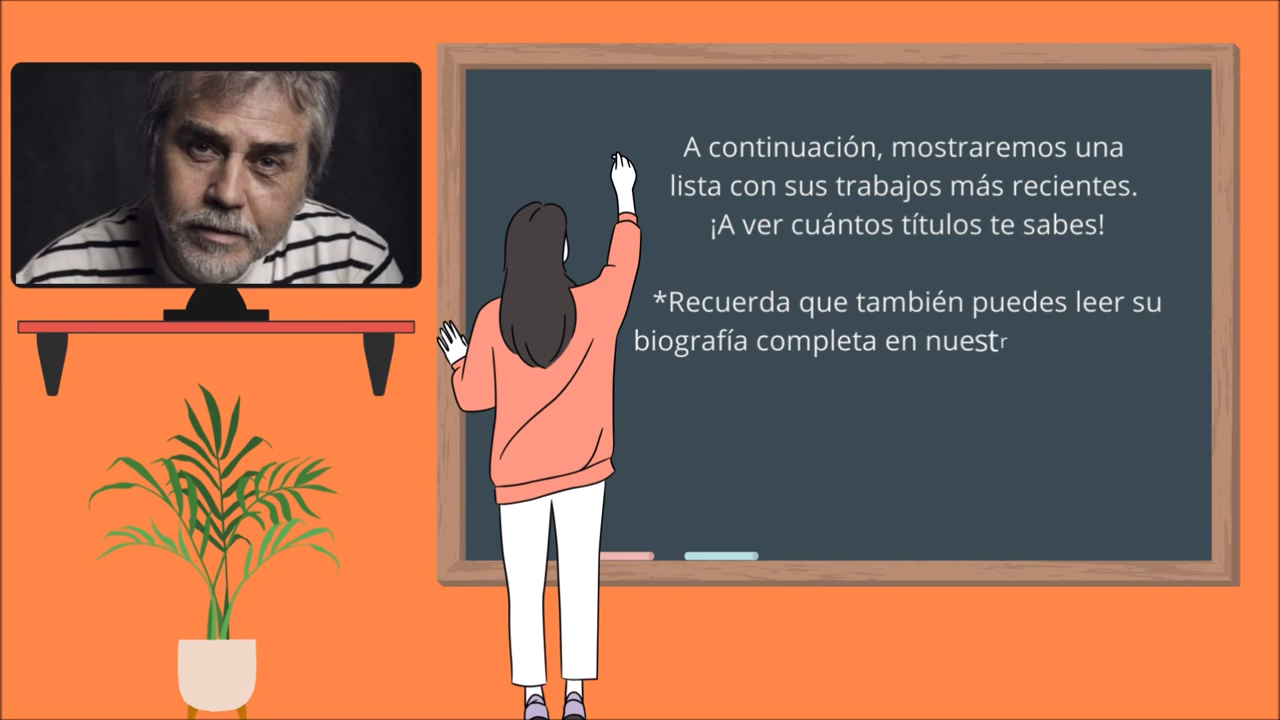 A continuación, mostraremos una
lista con sus trabajos más recientes.
¡A ver cuántos títulos te sabes!
*Recuerda que también puedes leer su
biografía completa en nuestr